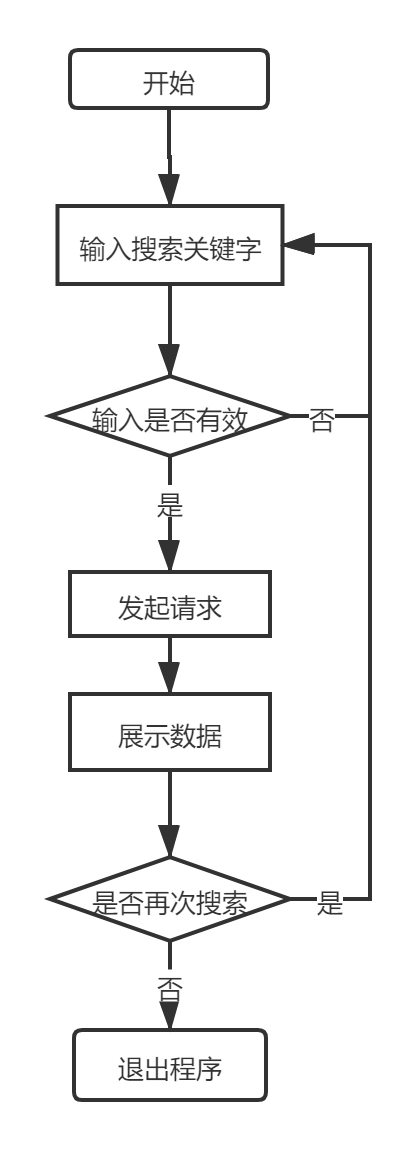 开始
输入搜索关键字
输入是否有效
否
是
发起请求
展示数据
是否再次搜索
是
否
退出程序